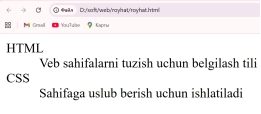 Файл D:/soft/web/royhat/royhat.html
Gmail YouTube Карты
HTML
Veb sahifalarni tuzish uchun belgilash tili
CSS
Sahifaga uslub berish uchun ishlatiladi